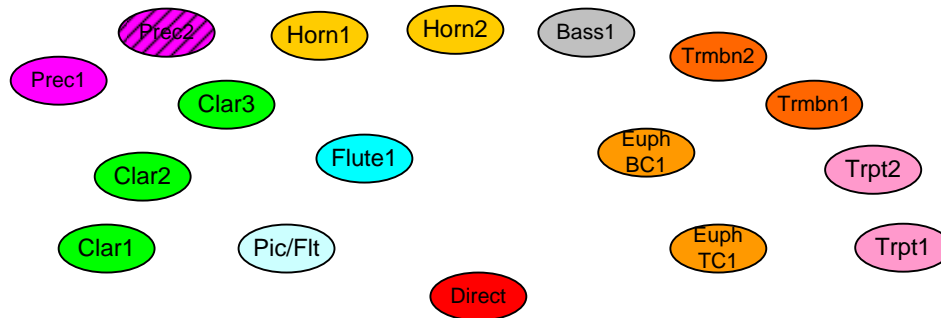 Prec2
Horn1
Horn2
Bass1
Trmbn2
Prec1
Clar3
Trmbn1
Flute1
Euph
BC1
Clar2
Trpt2
Clar1
Pic/Flt
Euph
TC1
Trpt1
Direct